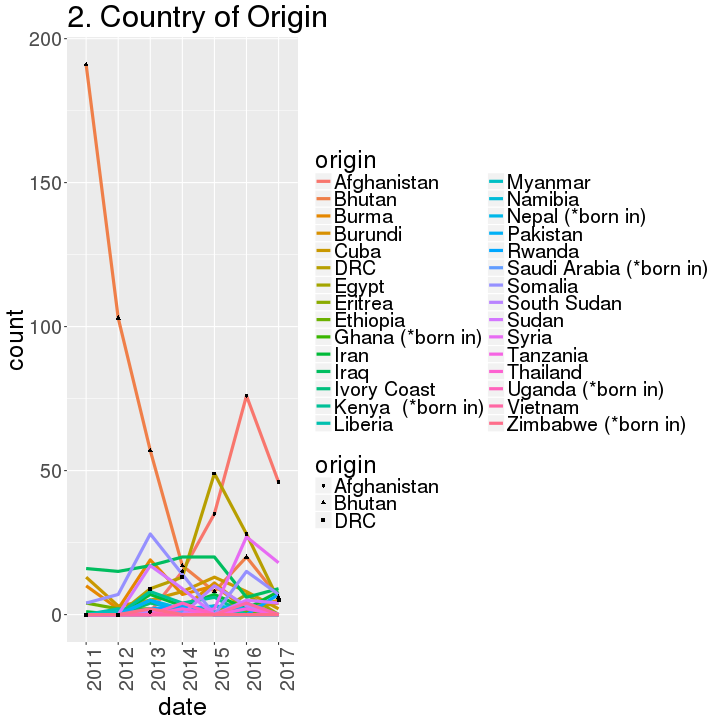 2. Country of Origin
200
150
100
50
0
count
2011
2012
2013
2014
2015
2016
2017
date
origin
Afghanistan
Bhutan
Burma
Burundi
Cuba
DRC
Egypt
Eritrea
Ethiopia
Ghana (*born in)
Iran
Iraq
Ivory Coast
Kenya  (*born in)
Liberia
Myanmar
Namibia
Nepal (*born in)
Pakistan
Rwanda
Saudi Arabia (*born in)
Somalia
South Sudan
Sudan
Syria
Tanzania
Thailand
Uganda (*born in)
Vietnam
Zimbabwe (*born in)
origin
Afghanistan
Bhutan
DRC